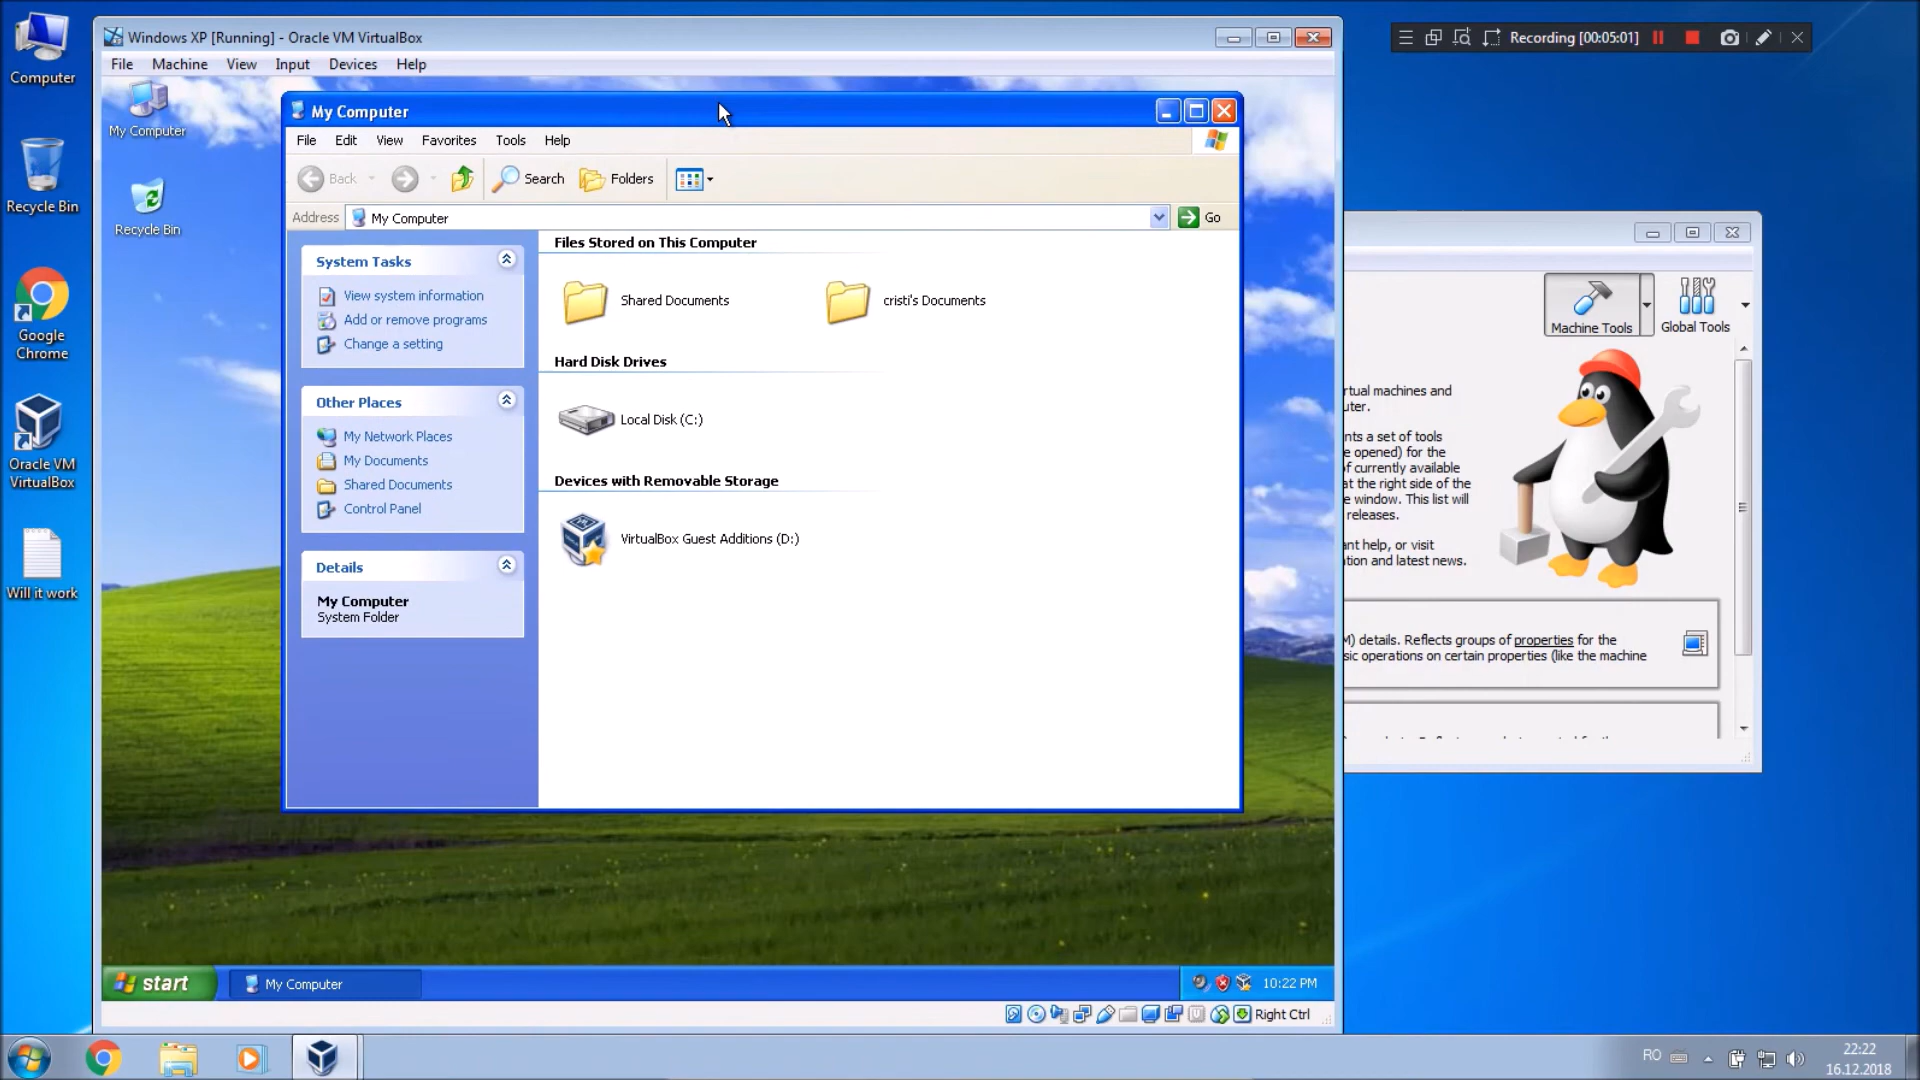 Computer
Recycle Bin
Google
Chrome
Oracle VM
VirtualBox
Will it work
Windows XP [Running] - Oracle VM VirtualBox
File Machine View Input Devices Help
My Computer
Recycle Bin
My Computer
File Edit View Favorites Tools Help
Back Search Folders
Address My Computer Go
System Tasks
View system information
Add or remove programs
Change a setting
Other Places
My Network Places
My Documents
Shared Documents
Control Panel
Details
My Computer
System Folder
Files Stored on This Computer
Shared Documents cristi's Documents
Hard Disk Drives
Local Disk (C:)
Devices with Removable Storage
VirtualBox Guest Additions (D:)
start My Computer 10:22 PM
Right Ctrl
Recording [00:05:01]
Machine Tools Global Tools
rtual machines and
uter.
nts a set of tools
e opened) for the
of currently available
at the right side of the
e window. This list will
releases.
ant help, or visit
tion and latest news.
M) details. Reflects groups of properties for the
sic operations on certain properties (like the machine
RO
22:22
16.12.2018